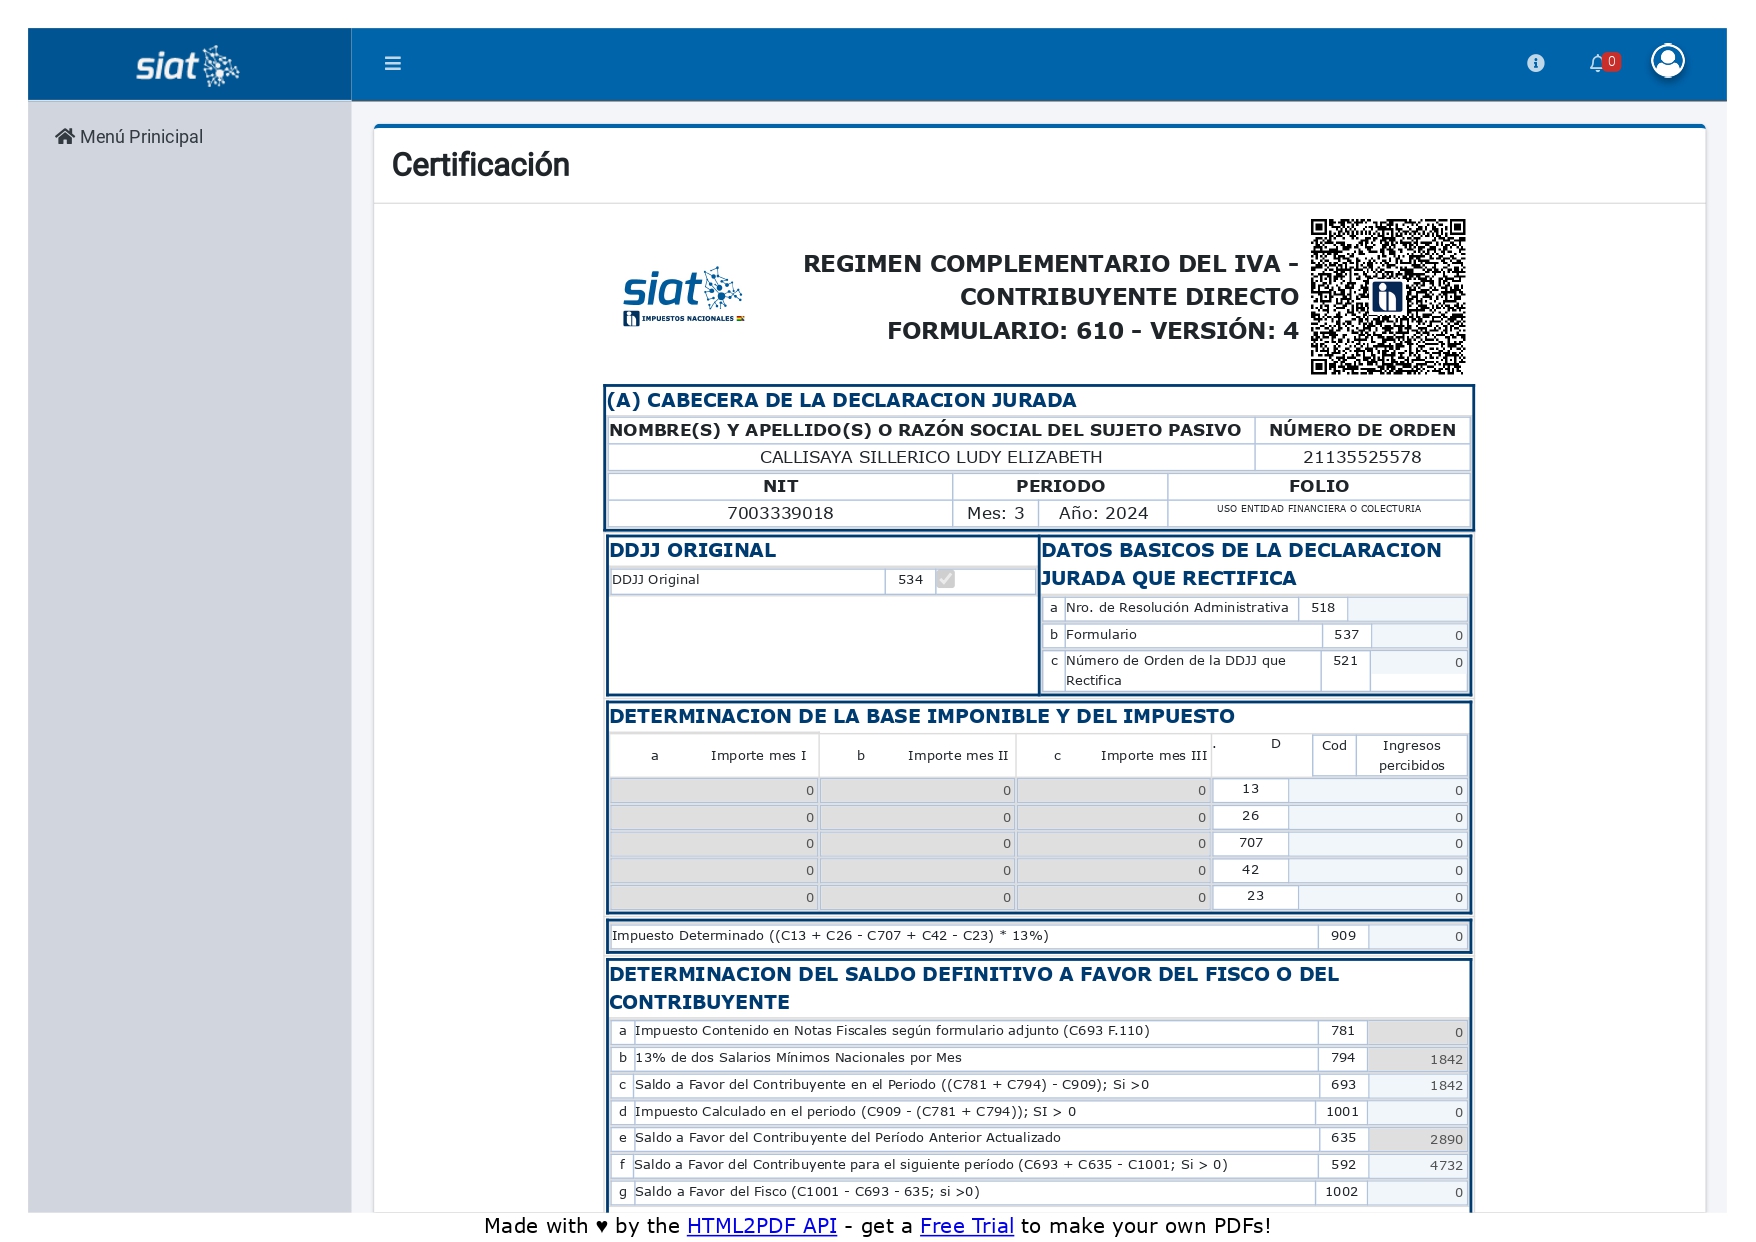 siat
0
Menú Prinicipal
Certificación
siat
IMPUESTOS NACIONALES
REGIMEN COMPLEMENTARIO DEL IVA -
CONTRIBUYENTE DIRECTO
FORMULARIO: 610 - VERSIÓN: 4
(A) CABECERA DE LA DECLARACION JURADA
NOMBRE(S) Y APELLIDO(S) O RAZÓN SOCIAL DEL SUJETO PASIVO NÚMERO DE ORDEN
CALLISAYA SILLERICO LUDY ELIZABETH 21135525578
NIT PERIODO FOLIO
7003339018 Mes: 3 Año: 2024 USO ENTIDAD FINANCIERA O COLECTURIA
DDJJ ORIGINAL
DDJJ Original 534
DATOS BASICOS DE LA DECLARACION
JURADA QUE RECTIFICA
a Nro. de Resolución Administrativa 518
b Formulario 537 0
c Número de Orden de la DDJJ que 521 0
Rectifica
DETERMINACION DE LA BASE IMPONIBLE Y DEL IMPUESTO
a Importe mes I b Importe mes II c Importe mes III . D Cod Ingresos
percibidos
0 0 0 13 0
0 0 0 26 0
0 0 0 707 0
0 0 0 42 0
0 0 0 23 0
Impuesto Determinado ((C13 + C26 - C707 + C42 - C23) * 13%) 909 0
DETERMINACION DEL SALDO DEFINITIVO A FAVOR DEL FISCO O DEL
CONTRIBUYENTE
a Impuesto Contenido en Notas Fiscales según formulario adjunto (C693 F.110) 781 0
b 13% de dos Salarios Mínimos Nacionales por Mes 794 1842
c Saldo a Favor del Contribuyente en el Periodo ((C781 + C794) - C909); Si >0 693 1842
d Impuesto Calculado en el periodo (C909 - (C781 + C794)); SI > 0 1001 0
e Saldo a Favor del Contribuyente del Período Anterior Actualizado 635 2890
f Saldo a Favor del Contribuyente para el siguiente período (C693 + C635 - C1001; Si > 0) 592 4732
g Saldo a Favor del Fisco (C1001 - C693 - 635; si >0) 1002 0
Made with ♥ by the HTML2PDF API - get a Free Trial to make your own PDFs!